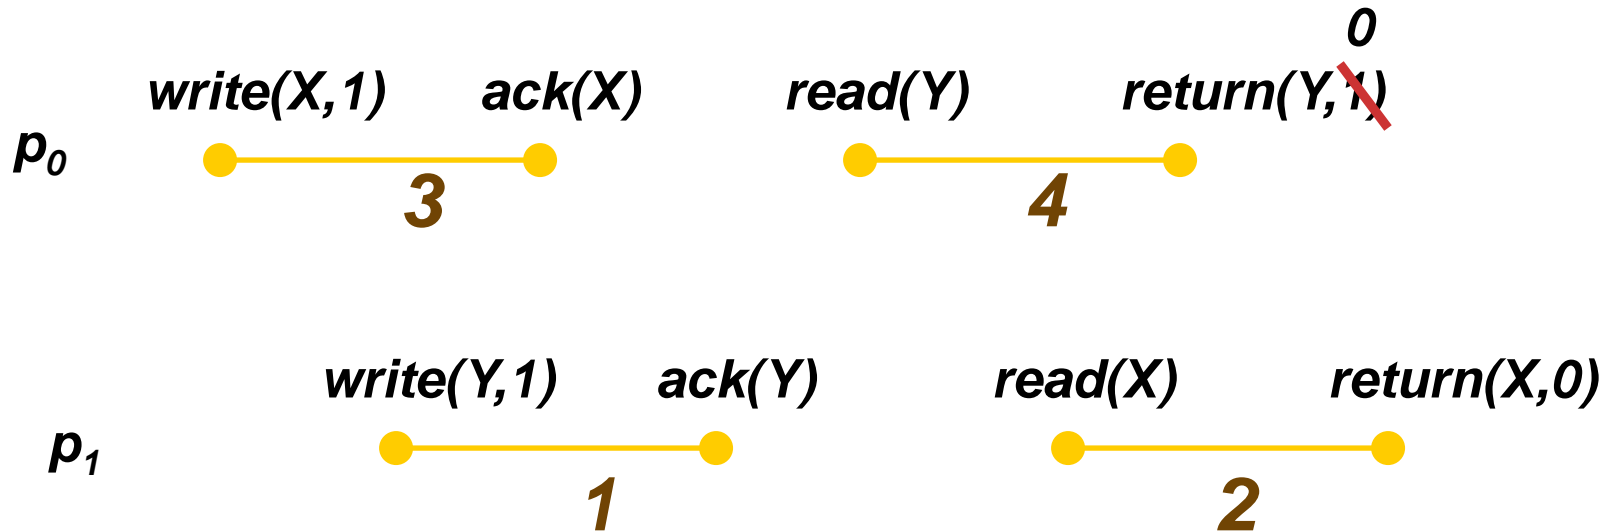 0
write(X,1) ack(X) read(Y) return(Y,1)
p0
3 4
write(Y,1) ack(Y) read(X) return(X,0)
p1
1 2